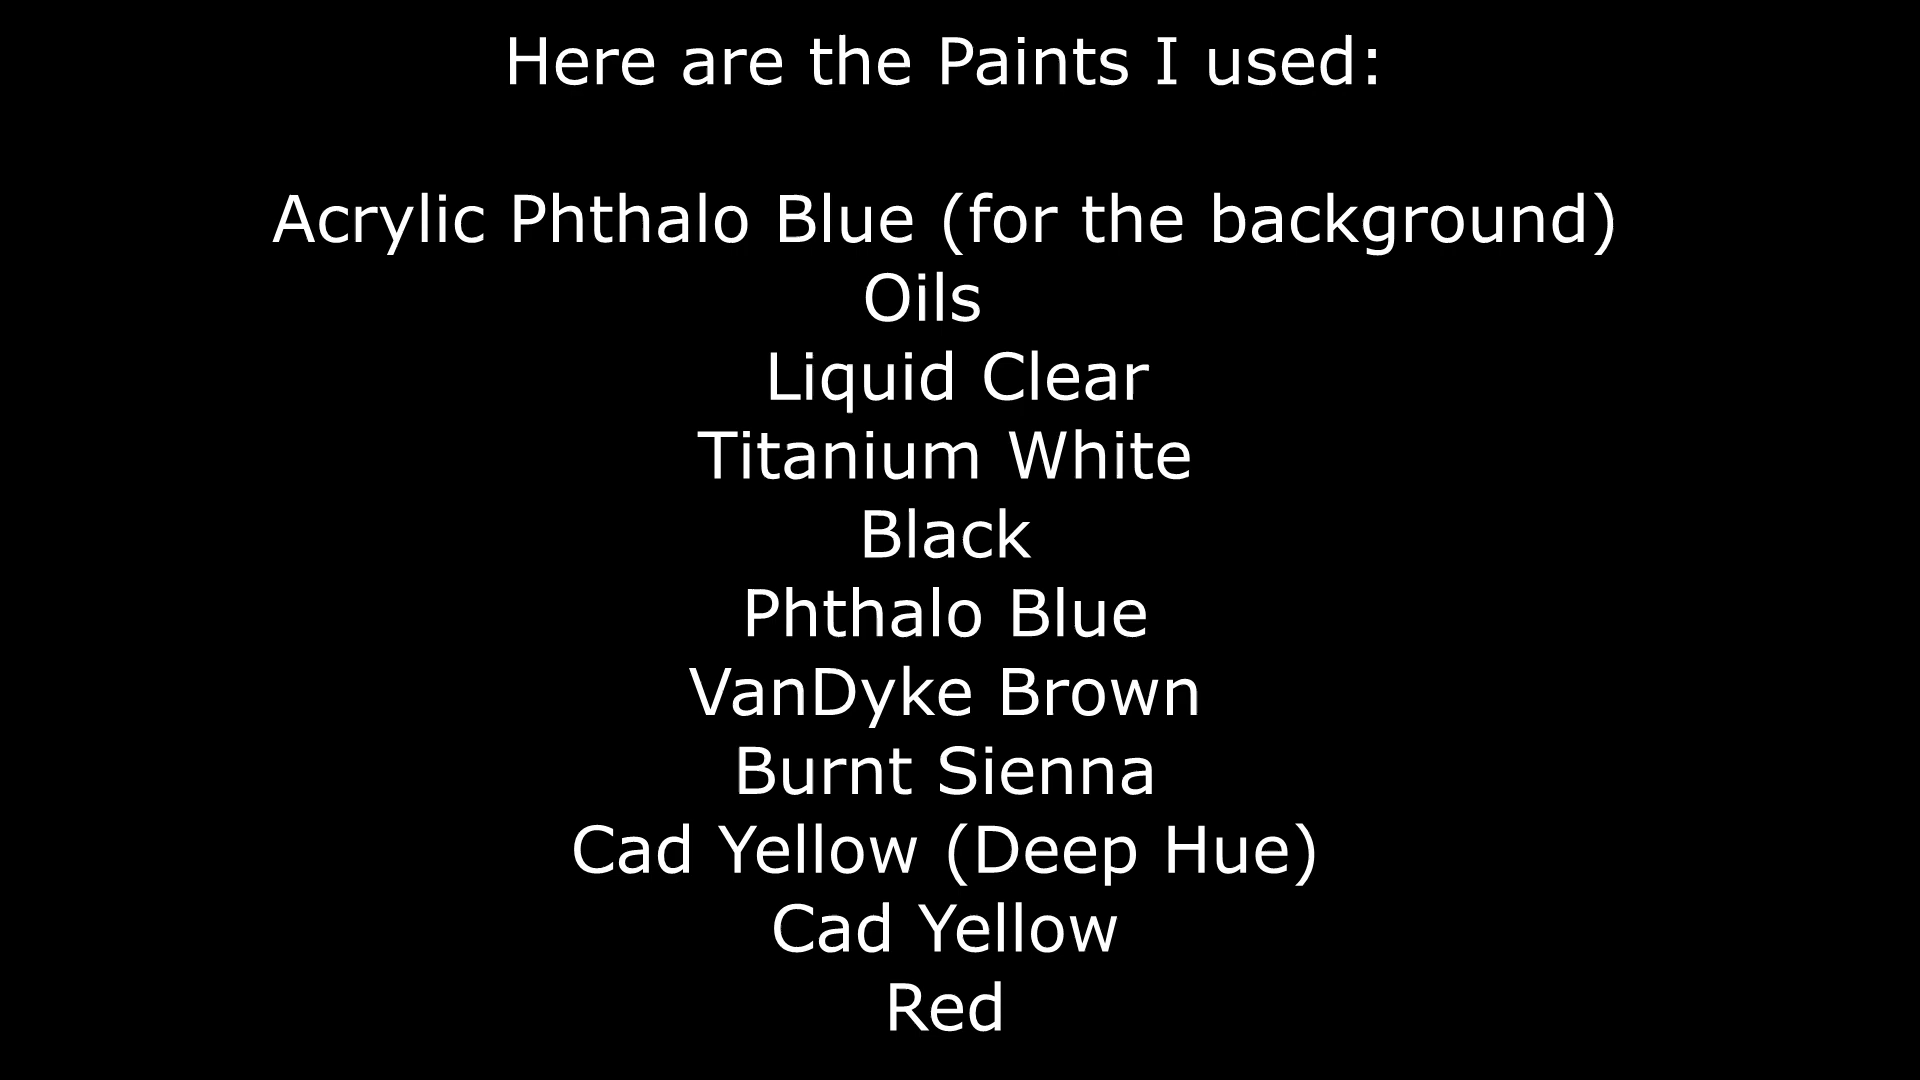 Here are the Paints I used:
Acrylic Phthalo Blue (for the background)
Oils
Liquid Clear
Titanium White
Black
Phthalo Blue
VanDyke Brown
Burnt Sienna
Cad Yellow (Deep Hue)
Cad Yellow
Red